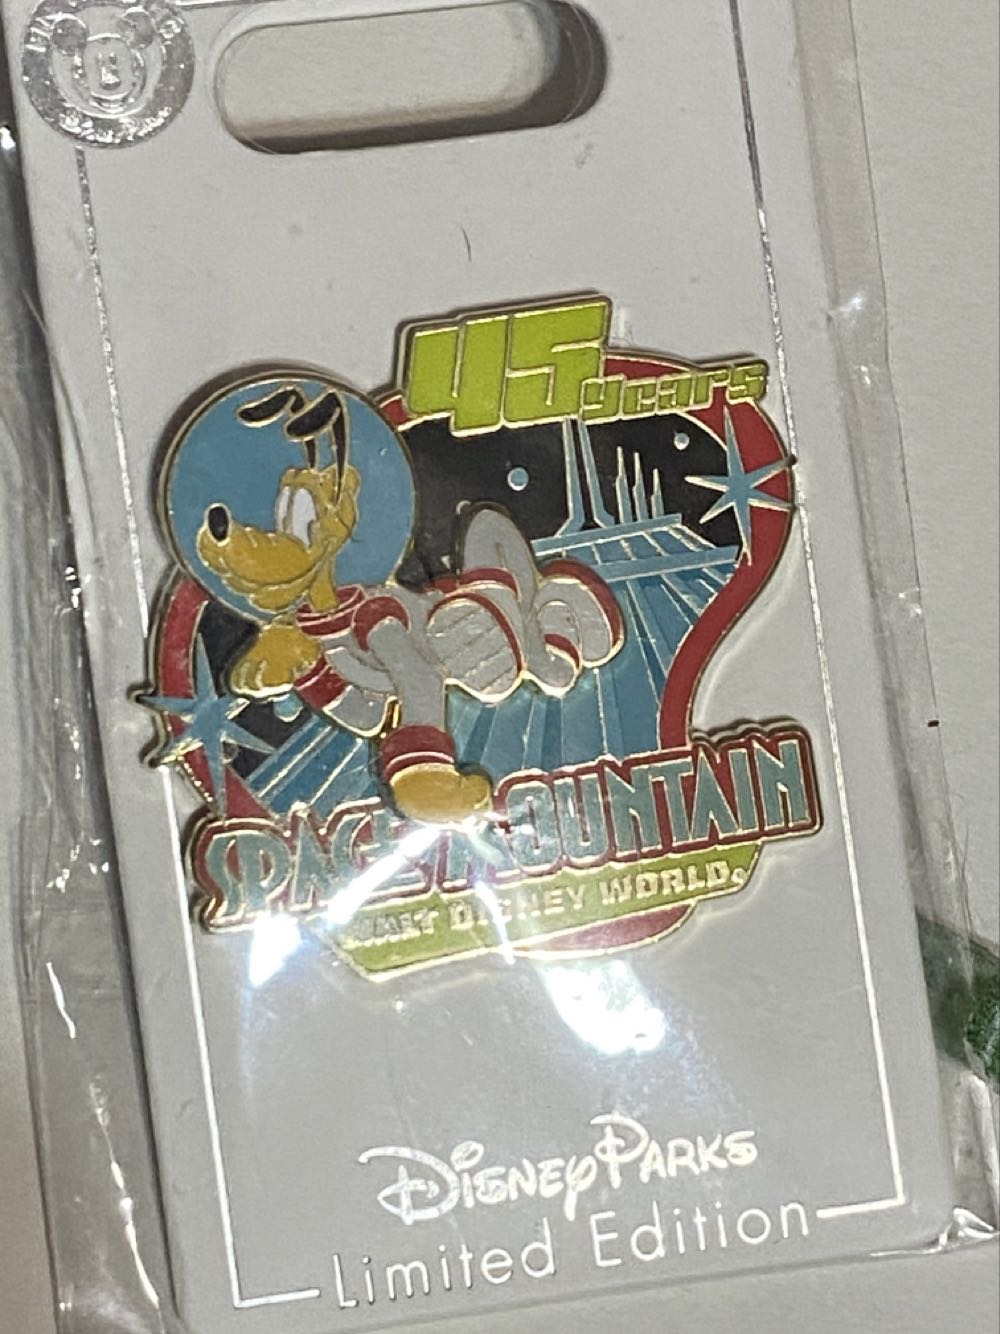 45
years
SPACE MOUNTAIN
WALT DISNEY WORLD®
DISNEY PARKS
Limited Edition